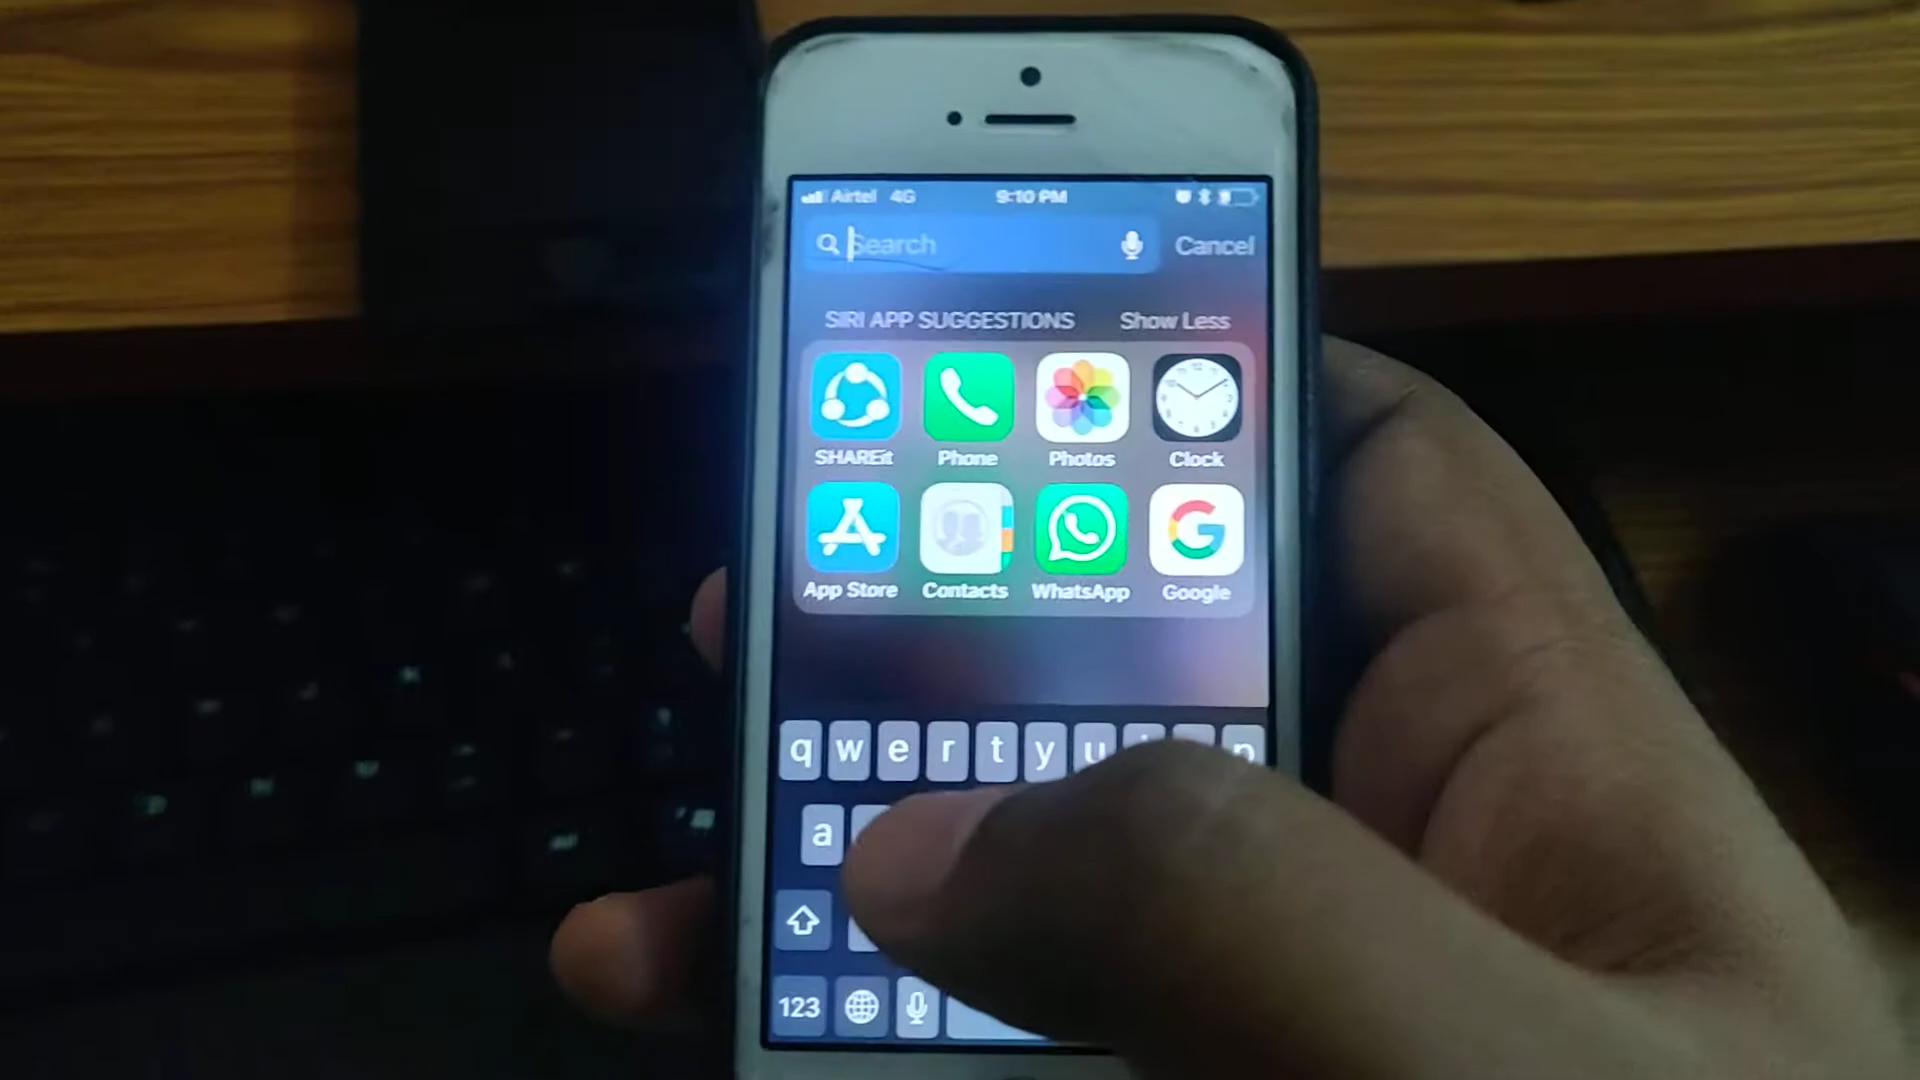 Airtel 4G 9:10 PM
Search Cancel
SIRI APP SUGGESTIONS Show Less
SHAREit Phone Photos Clock
App Store Contacts WhatsApp Google
q w e r t y u p
a
123